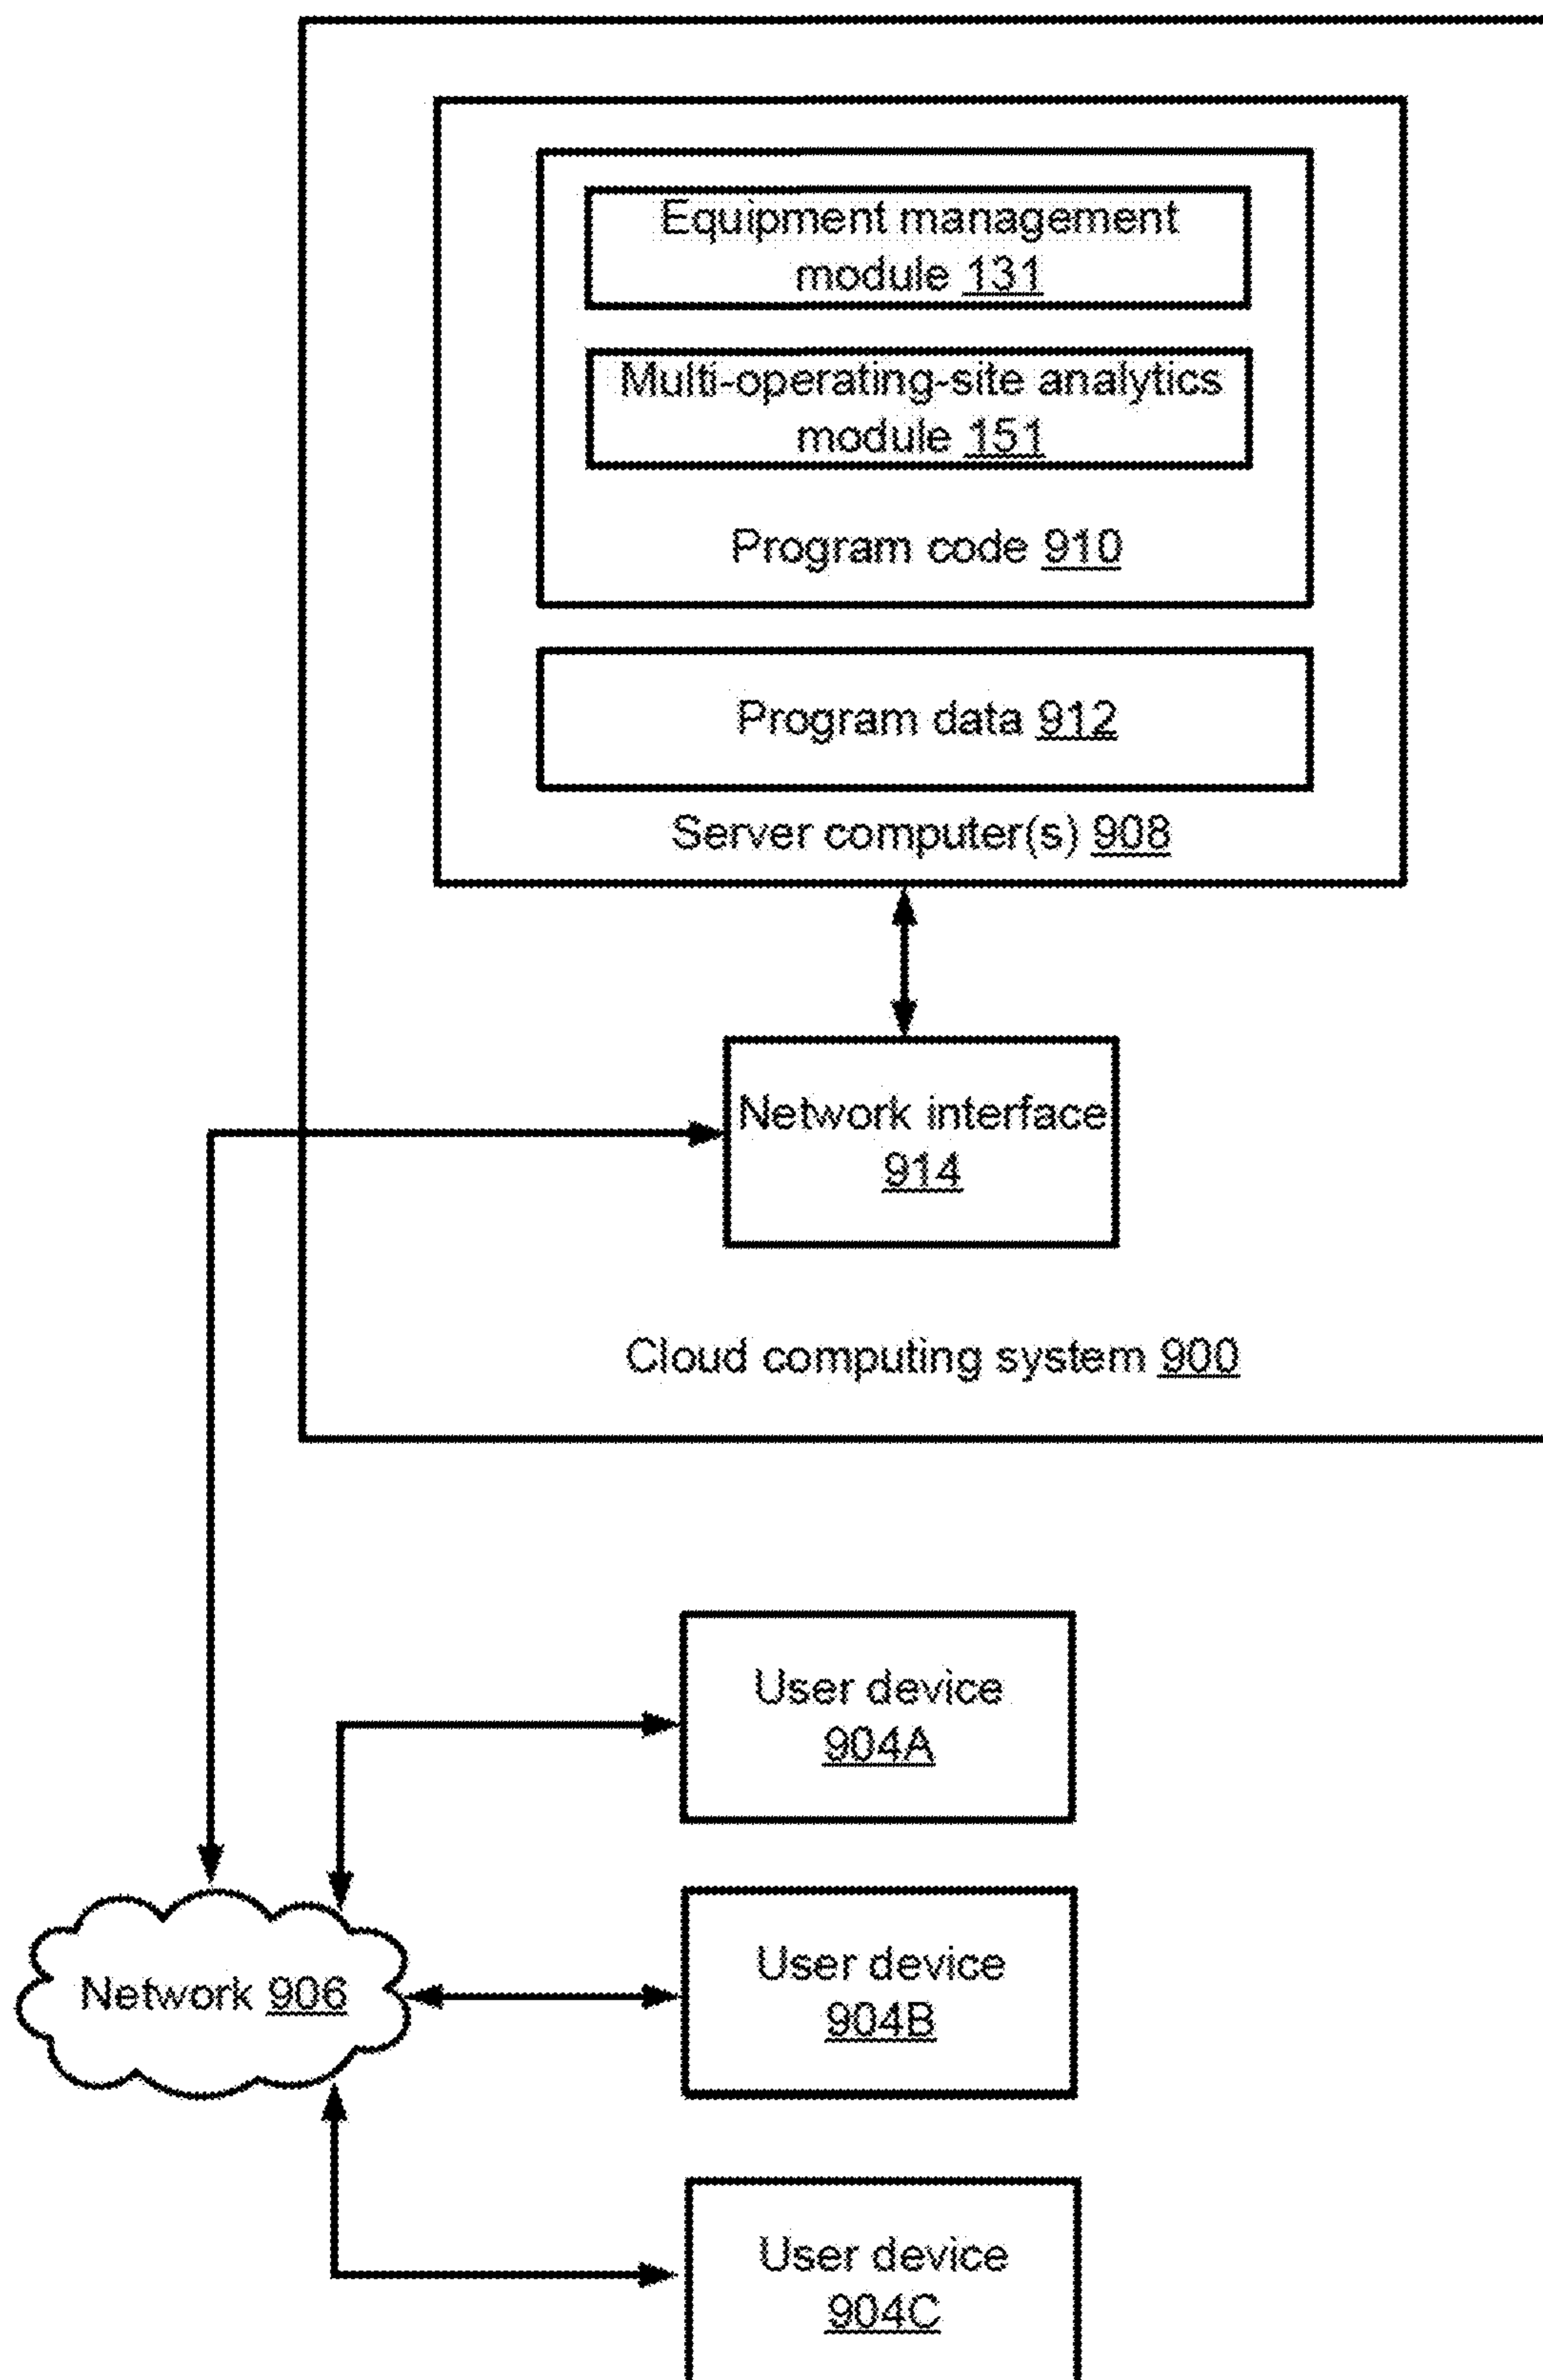 Equipment management
module 131
Multi-operating-site analytics
module 151
Program code 910
Program data 912
Server computer(s) 908
Network interface
914
Cloud computing system 900
User device
904A
User device
904B
Network 906
User device
904C